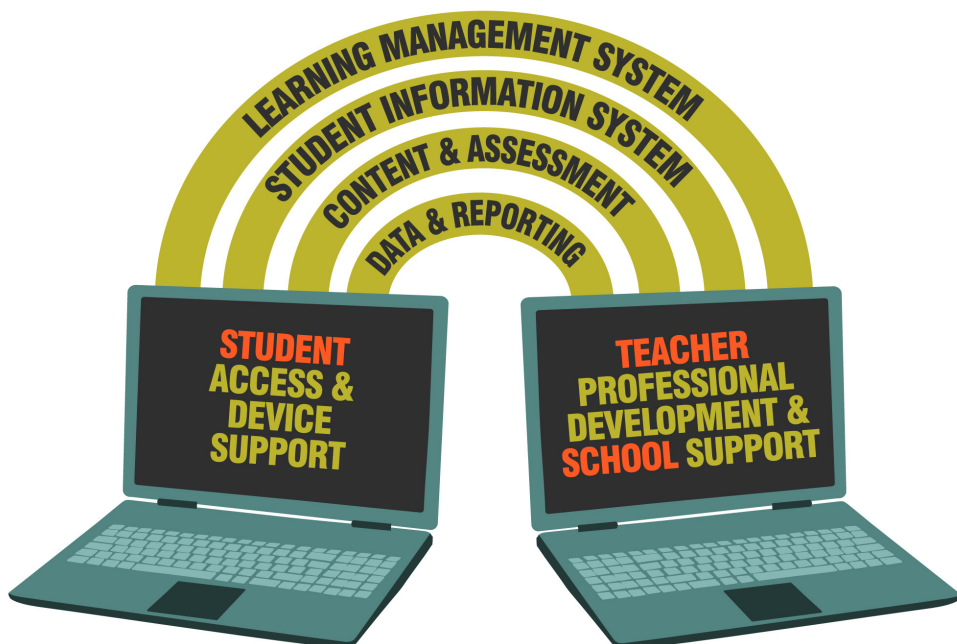 LEARNING MANAGEMENT SYSTEM
STUDENT INFORMATION SYSTEM
CONTENT & ASSESSMENT
DATA & REPORTING
STUDENT
ACCESS &
DEVICE
SUPPORT
TEACHER
PROFESSIONAL
DEVELOPMENT &
SCHOOL SUPPORT